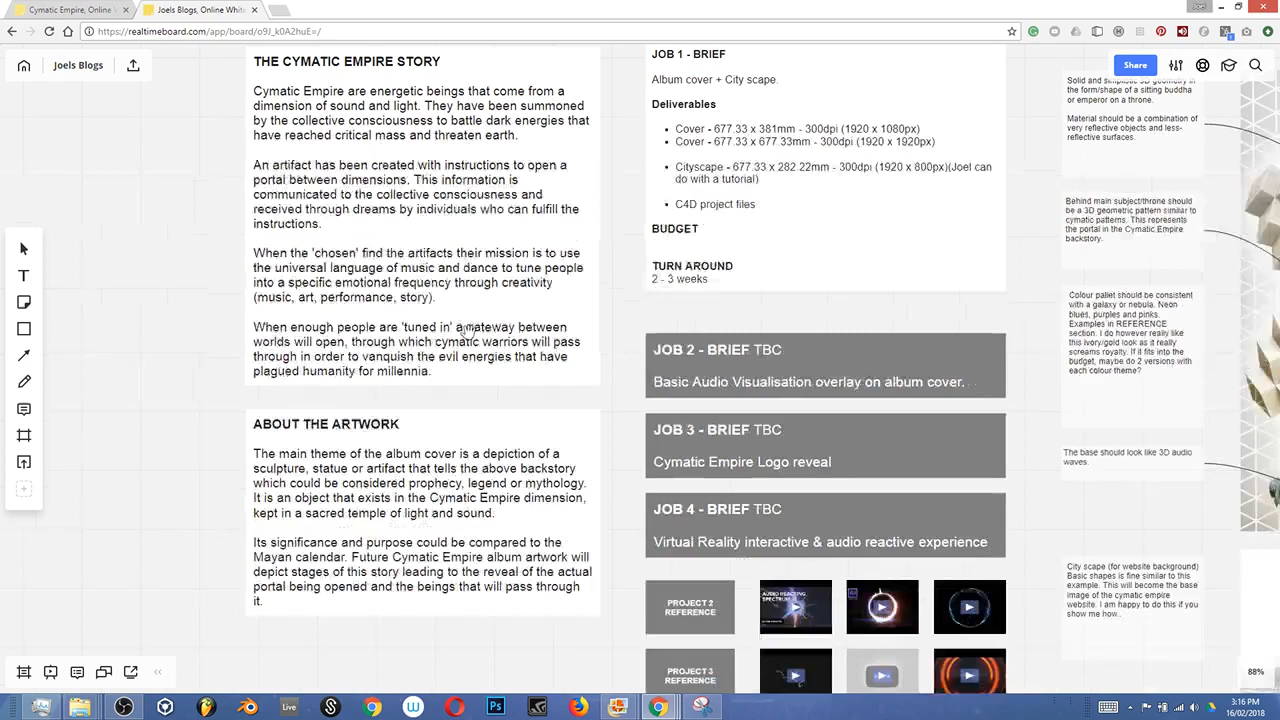 Cymatic Empire, Online V
Joels Blogs, Online Whit
Joel
https://realtimeboard.com/app/board/o9J_k0A2huE=/
Joels Blogs
Share
THE CYMATIC EMPIRE STORY
Cymatic Empire are energetic beings that come from a
dimension of sound and light. They have been summoned
by the collective consciousness to battle dark energies that
have reached critical mass and threaten earth.
An artifact has been created with instructions to open a
portal between dimensions. This information is
communicated to the collective consciousness and
received through dreams by individuals who can fulfill the
instructions.
When the 'chosen' find the artifacts their mission is to use
the universal language of music and dance to tune people
into a specific emotional frequency through creativity
(music, art, performance, story).
When enough people are 'tuned in' a gateway between
worlds will open, through which cymatic warriors will pass
through in order to vanquish the evil energies that have
plagued humanity for millennia.
ABOUT THE ARTWORK
The main theme of the album cover is a depiction of a
sculpture, statue or artifact that tells the above backstory
which could be considered prophecy, legend or mythology.
It is an object that exists in the Cymatic Empire dimension,
kept in a sacred temple of light and sound.
Its significance and purpose could be compared to the
Mayan calendar. Future Cymatic Empire album artwork will
depict stages of this story leading to the reveal of the actual
portal being opened and the beings that will pass through
it.
JOB 1 - BRIEF
Album cover + City scape.
Deliverables
• Cover - 677.33 x 381mm - 300dpi (1920 x 1080px)
• Cover - 677.33 x 677.33mm - 300dpi (1920 x 1920px)
• Cityscape - 677.33 x 282.22mm - 300dpi (1920 x 800px)(Joel can
do with a tutorial)
• C4D project files
BUDGET
TURN AROUND
2 - 3 weeks
JOB 2 - BRIEF TBC
Basic Audio Visualisation overlay on album cover.
JOB 3 - BRIEF TBC
Cymatic Empire Logo reveal
JOB 4 - BRIEF TBC
Virtual Reality interactive & audio reactive experience
PROJECT 2
REFERENCE
AUDIO REACTING
SPECTRUM
PROJECT 3
REFERENCE
Solid and simplistic 3D geometry in
the form/shape of a sitting buddha
or emperor on a throne.
Material should be a combination of
very reflective objects and less-
reflective surfaces.
Behind main subject/throne should
be a 3D geometric pattern similar to
cymatic patterns. This represents
the portal in the Cymatic Empire
backstory.
Colour pallet should be consistent
with a galaxy or nebula. Neon
blues, purples and pinks.
Examples in REFERENCE
section. i do however really like
this ivory/gold look as it really
screams royalty. If if fits into the
budget, maybe do 2 versions with
each colour theme?
The base should look like 3D audio
waves.
City scape (for website background)
Basic shapes is fine similar to this
example. This will become the base
image of the cymatic empire
website. I am happy to do this if you
show me how..
88%
Live
Ps
3:16 PM
16/02/2018